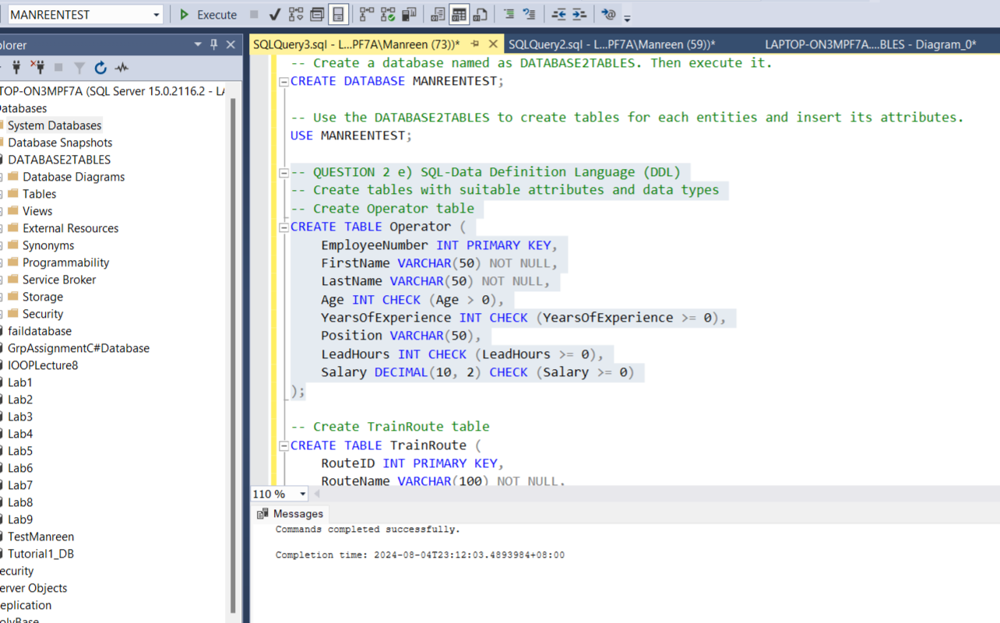 MANREENTEST
Execute
plorer
SQLQuery3.sql - L...PF7A\Manreen (73))*
SQLQuery2.sql - L...PF7A\Manreen (59))*
LAPTOP-ON3MPF7A....BLES - Diagram_0*
TOP-ON3MPF7A (SQL Server 15.0.2116.2 - LA
atabases
System Databases
Database Snapshots
DATABASE2TABLES
Database Diagrams
Tables
Views
External Resources
Synonyms
Programmability
Service Broker
Storage
Security
faildatabase
GrpAssignmentC#Database
IOOPLecture8
Lab1
Lab2
Lab3
Lab4
Lab5
Lab6
Lab7
Lab8
Lab9
TestManreen
Tutorial1_DB
ecurity
erver Objects
eplication
olyBase
-- Create a database named as DATABASE2TABLES. Then execute it.
CREATE DATABASE MANREENTEST;
-- Use the DATABASE2TABLES to create tables for each entities and insert its attributes.
USE MANREENTEST;
-- QUESTION 2 e) SQL-Data Definition Language (DDL)
-- Create tables with suitable attributes and data types
-- Create Operator table
CREATE TABLE Operator (
EmployeeNumber INT PRIMARY KEY,
FirstName VARCHAR(50) NOT NULL,
LastName VARCHAR(50) NOT NULL,
Age INT CHECK (Age > 0),
YearsOfExperience INT CHECK (YearsOfExperience >= 0),
Position VARCHAR(50),
LeadHours INT CHECK (LeadHours >= 0),
Salary DECIMAL(10, 2) CHECK (Salary >= 0)
);
-- Create TrainRoute table
CREATE TABLE TrainRoute (
RouteID INT PRIMARY KEY,
RouteName VARCHAR(100) NOT NULL,
110 %
Messages
Commands completed successfully.
Completion time: 2024-08-04T23:12:03.4893984+08:00